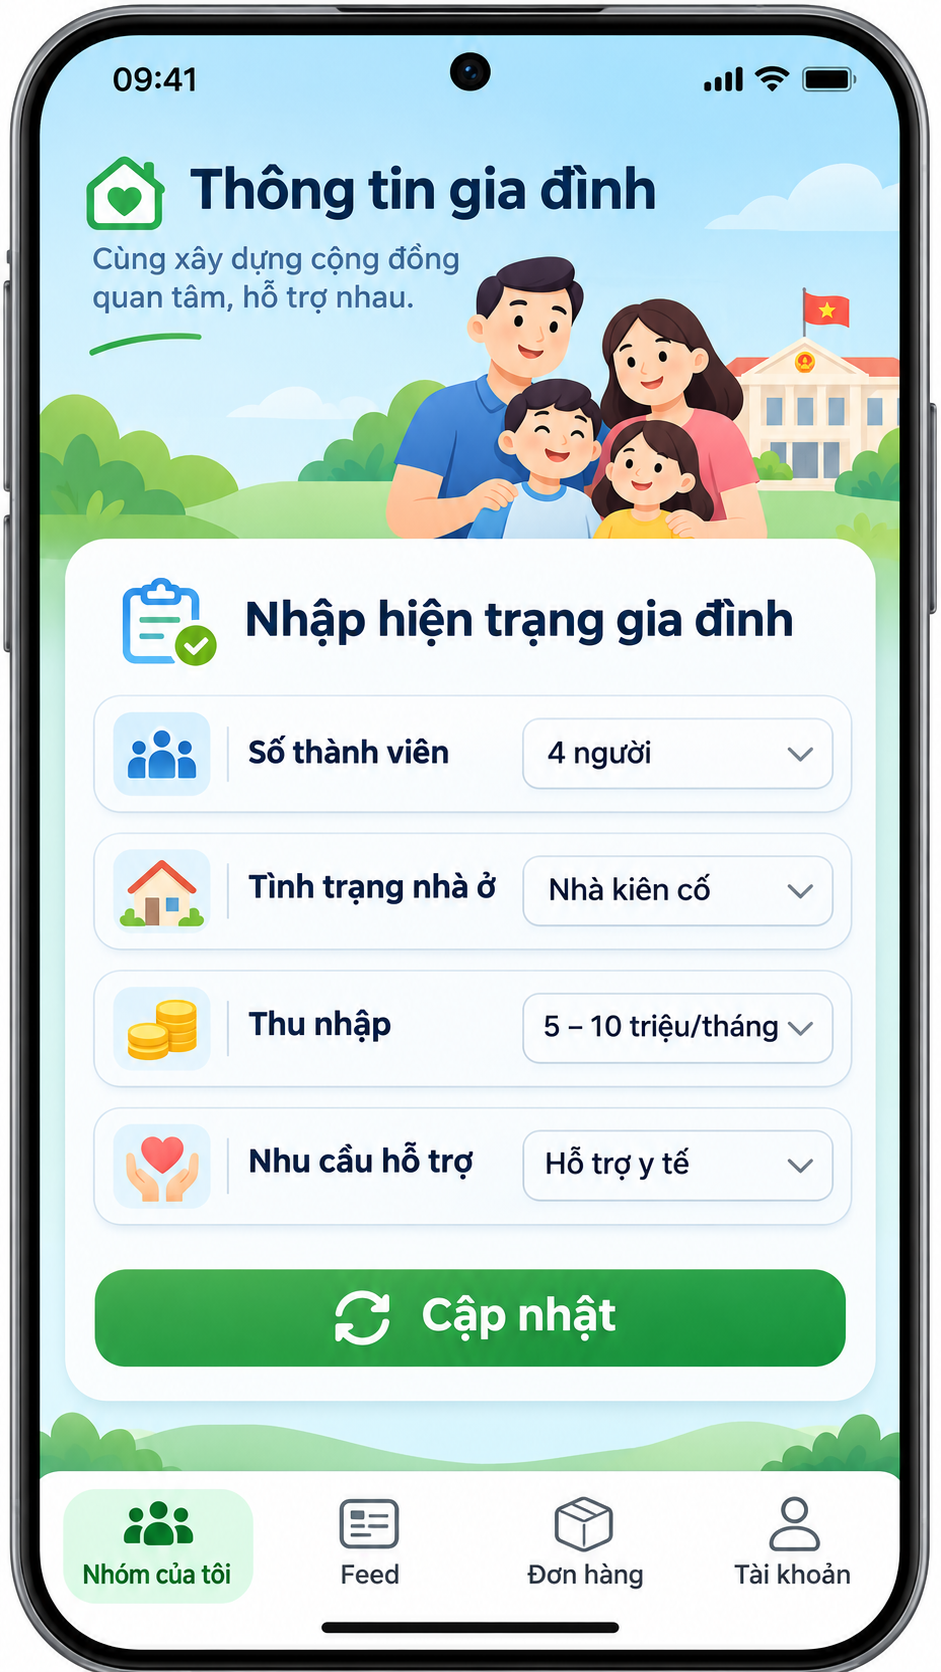 09:41
Thông tin gia đình
Cùng xây dựng cộng đồng
quan tâm, hỗ trợ nhau.
Nhập hiện trạng gia đình
Số thành viên
4 người
Tình trạng nhà ở
Nhà kiên cố
Thu nhập
5 – 10 triệu/tháng
Nhu cầu hỗ trợ
Hỗ trợ y tế
Cập nhật
Nhóm của tôi
Feed
Đơn hàng
Tài khoản